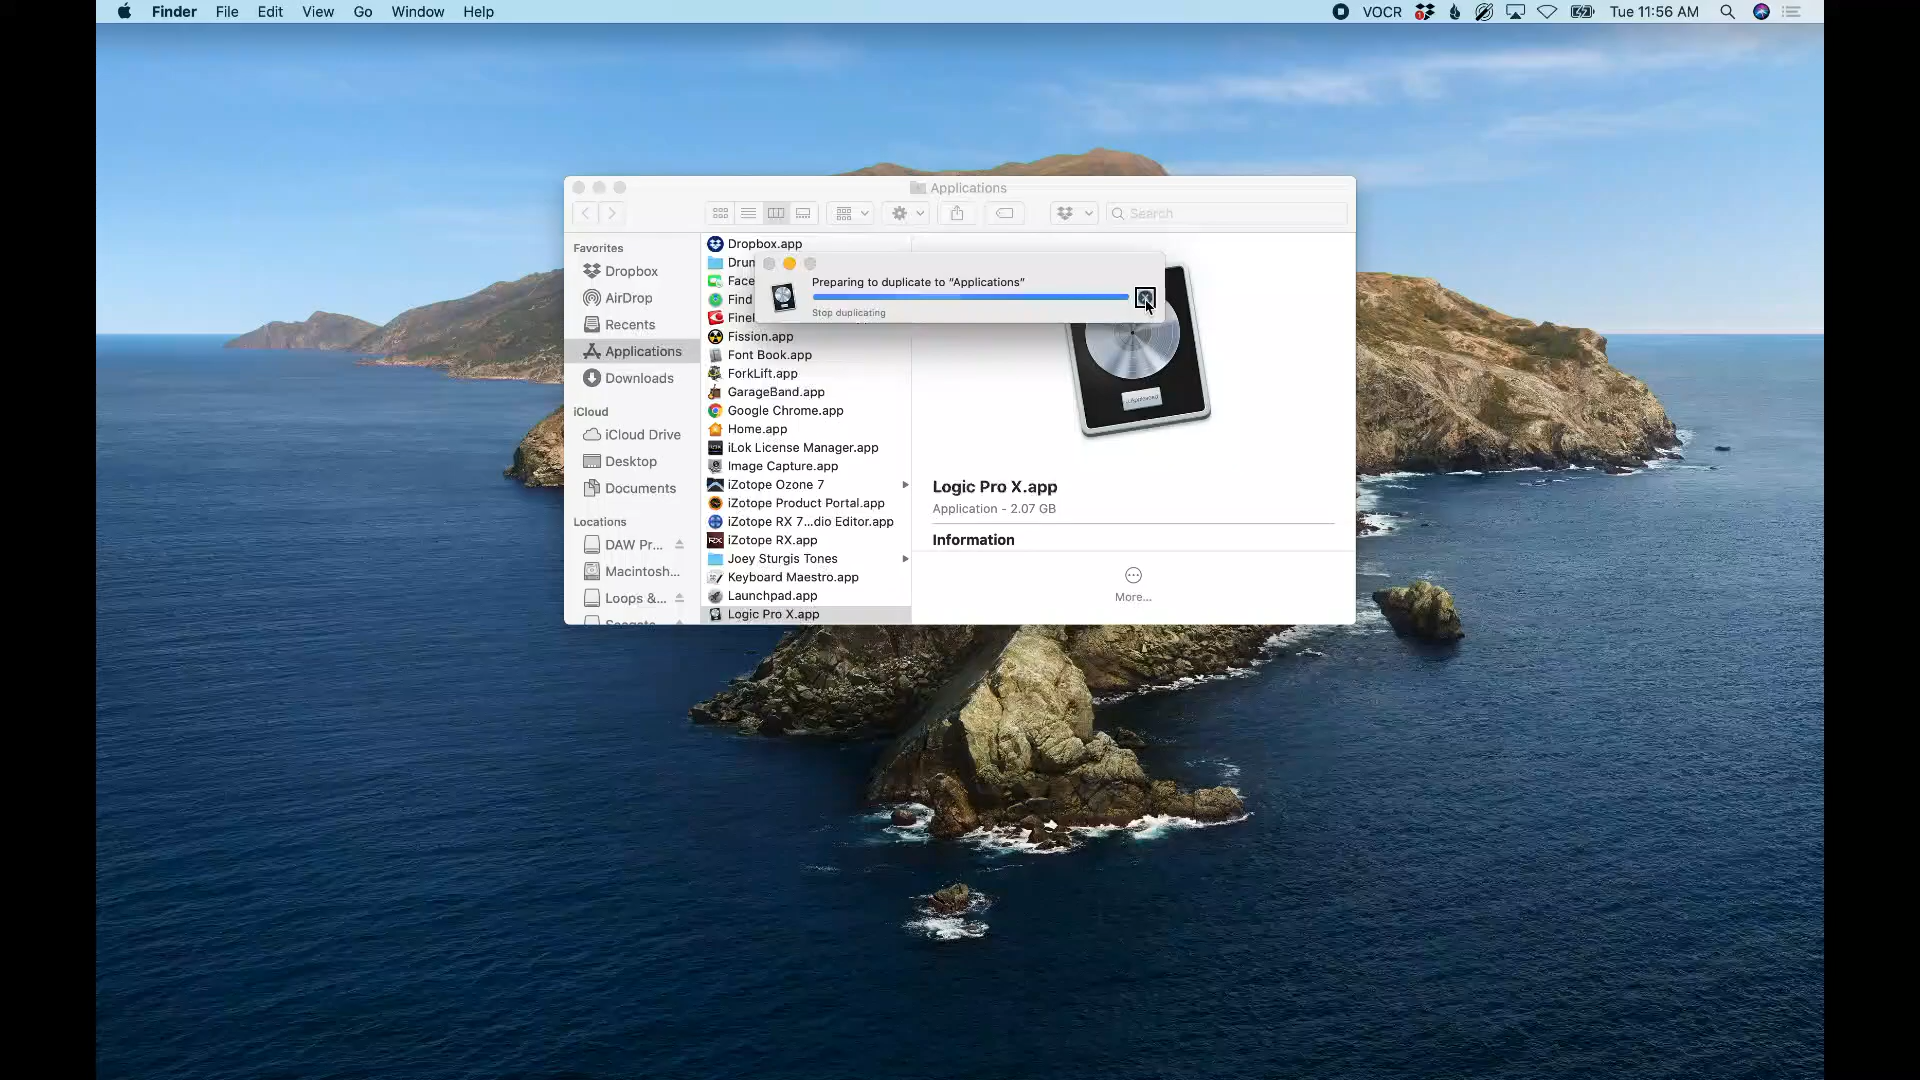 Finder File Edit View Go Window Help VOCR Tue 11:56 AM
Applications
Search
Favorites
Dropbox
AirDrop
Recents
Applications
Downloads
iCloud
iCloud Drive
Desktop
Documents
Locations
DAW Pr...
Macintosh...
Loops &...
Dropbox.app
Drum
Face
Find
Fission.app
Font Book.app
ForkLift.app
GarageBand.app
Google Chrome.app
Home.app
iLok License Manager.app
Image Capture.app
iZotope Ozone 7
iZotope Product Portal.app
iZotope RX 7...dio Editor.app
iZotope RX.app
Joey Sturgis Tones
Keyboard Maestro.app
Launchpad.app
Logic Pro X.app
Preparing to duplicate to “Applications”
Stop duplicating
Logic Pro X.app
Application - 2.07 GB
Information
More...